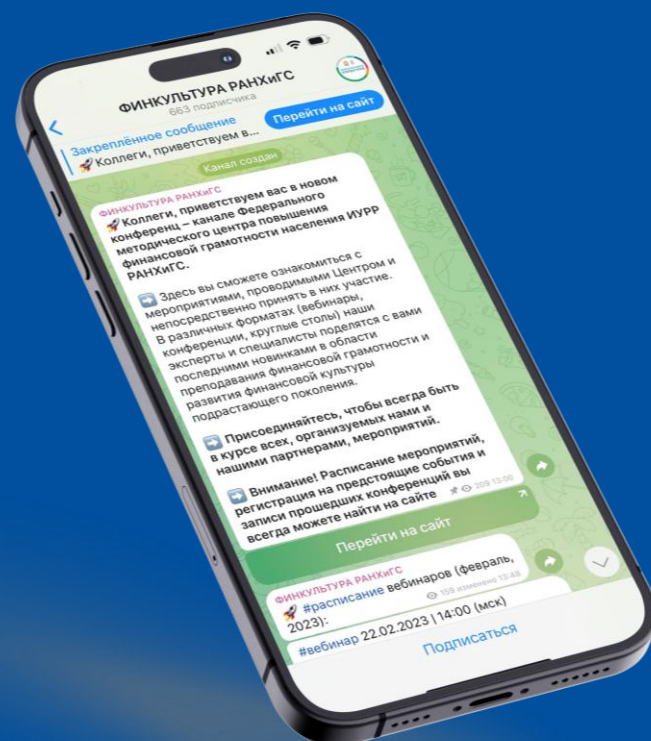 ФИНКУЛЬТУРА РАНХиГС
663 подписчика
Закреплённое сообщение
🚀Коллеги, приветствуем в...
Перейти на сайт
Канал создан
ФИНКУЛЬТУРА РАНХиГС
🚀Коллеги, приветствуем вас в новом
конференц – канале Федерального
методического центра повышения
финансовой грамотности населения ИУРР
РАНХиГС.
➡️ Здесь вы сможете ознакомиться с
мероприятиями, проводимыми Центром и
непосредственно принять в них участие.
В различных форматах (вебинары,
конференции, круглые столы) наши
эксперты и специалисты поделятся с вами
последними новинками в области
преподавания финансовой грамотности и
развития финансовой культуры
подрастающего поколения.
➡️ Присоединяйтесь, чтобы всегда быть
в курсе всех, организуемых нами и
нашими партнерами, мероприятий.
➡️ Внимание! Расписание мероприятий,
регистрация на предстоящие события и
записи прошедших конференций вы
всегда можете найти на сайте
209 13:00
Перейти на сайт
ФИНКУЛЬТУРА РАНХиГС
🚀 #расписание вебинаров (февраль,
2023):
159 изменено 13:48
#вебинар 22.02.2023 | 14:00 (мск)
Подписаться